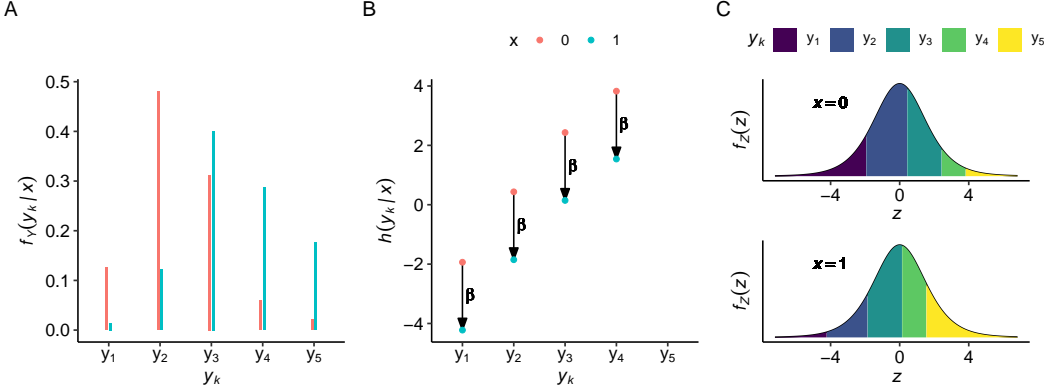 A
f_Y(y_k | x)
0.5
0.4
0.3
0.2
0.1
0.0
y₁ y₂ y₃ y₄ y₅
y_k
B
x 0 1
h(y_k | x)
4
2
0
−2
−4
β
β
β
β
y₁ y₂ y₃ y₄ y₅
y_k
C
y_k y₁ y₂ y₃ y₄ y₅
x=0
f_Z(z)
−4 0 4
z
x=1
f_Z(z)
−4 0 4
z